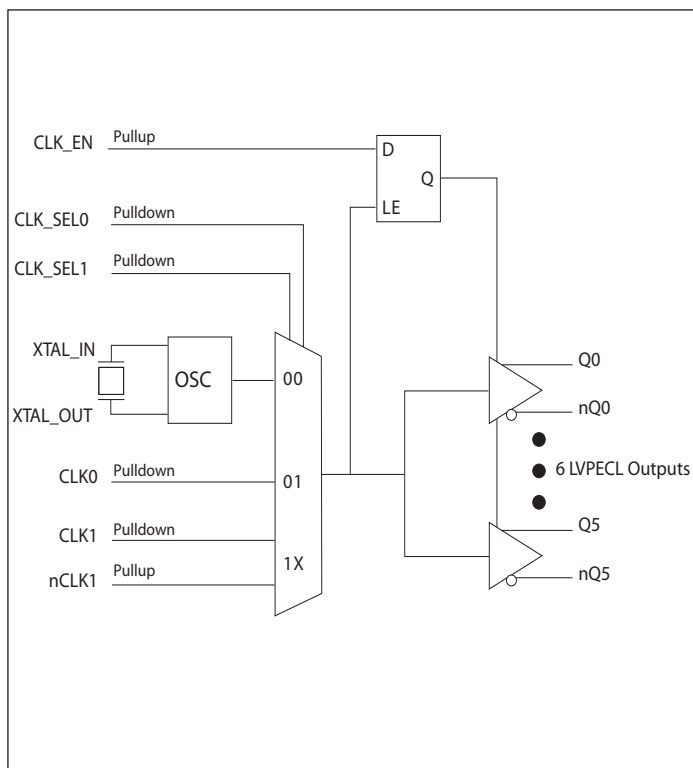 CLK_EN Pullup
D
Q
LE
CLK_SEL0 Pulldown
CLK_SEL1 Pulldown
XTAL_IN
OSC
XTAL_OUT
00
CLK0 Pulldown
01
CLK1 Pulldown
1X
nCLK1 Pullup
Q0
nQ0
6 LVPECL Outputs
Q5
nQ5